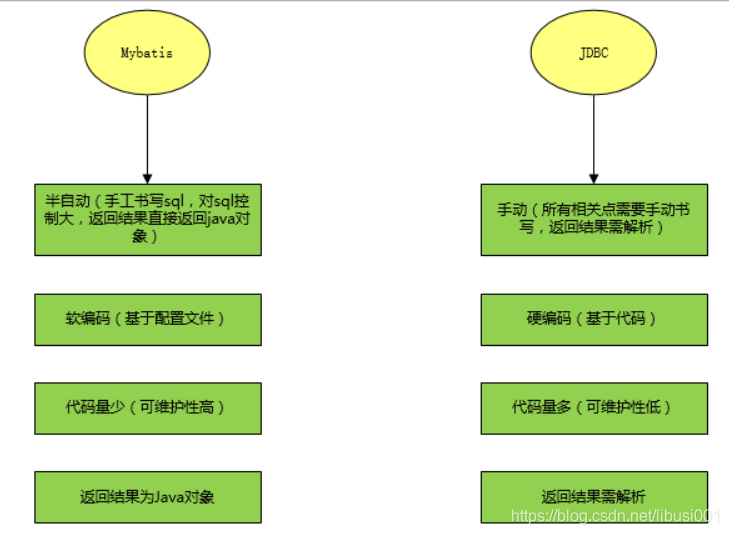 Mybatis
半自动（手工书写sql，对sql控
制大，返回结果直接返回java对
象）
软编码（基于配置文件）
代码量少（可维护性高）
返回结果为Java对象
JDBC
手动（所有相关点需要手动书
写，返回结果需解析）
硬编码（基于代码）
代码量多（可维护性低）
返回结果需解析
https://blog.csdn.net/libusi001